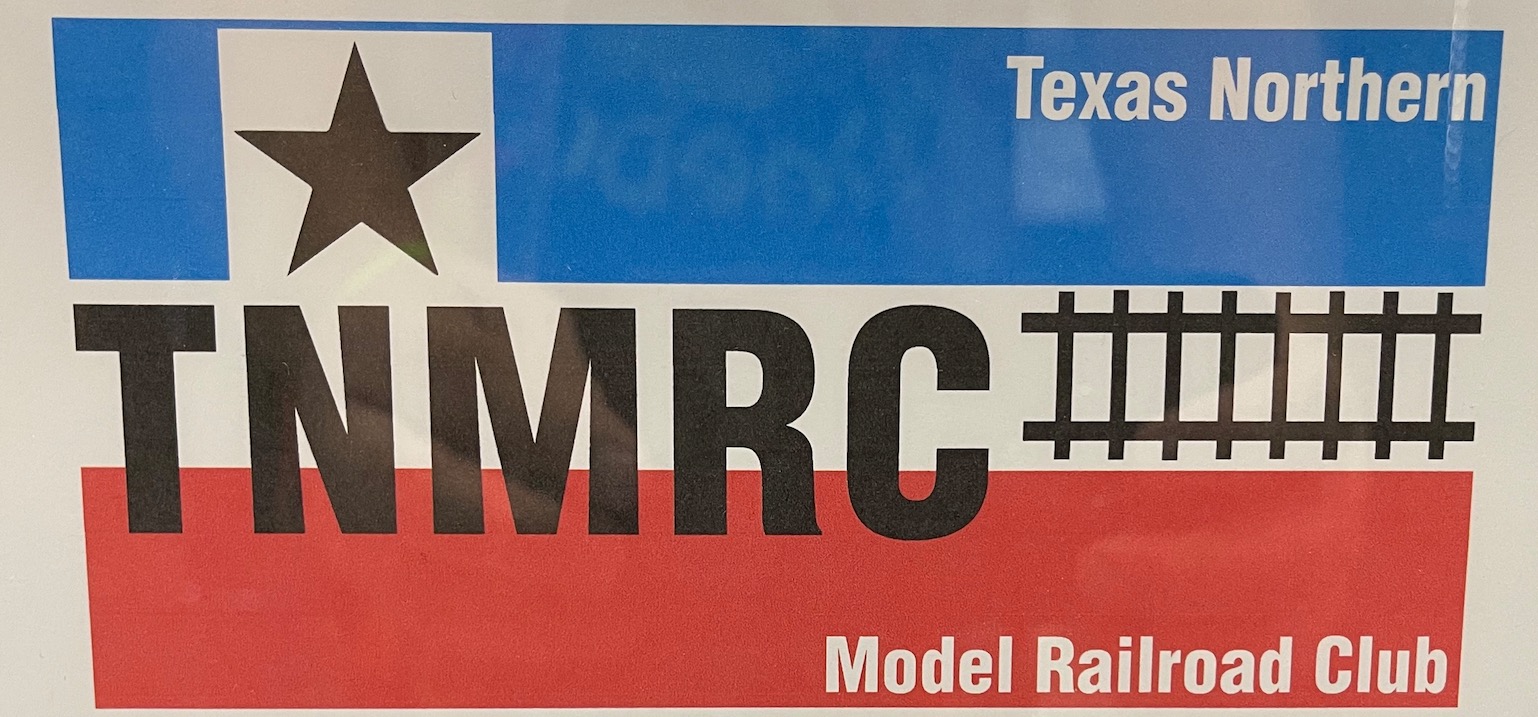 Texas Northern
TNMRC
Model Railroad Club